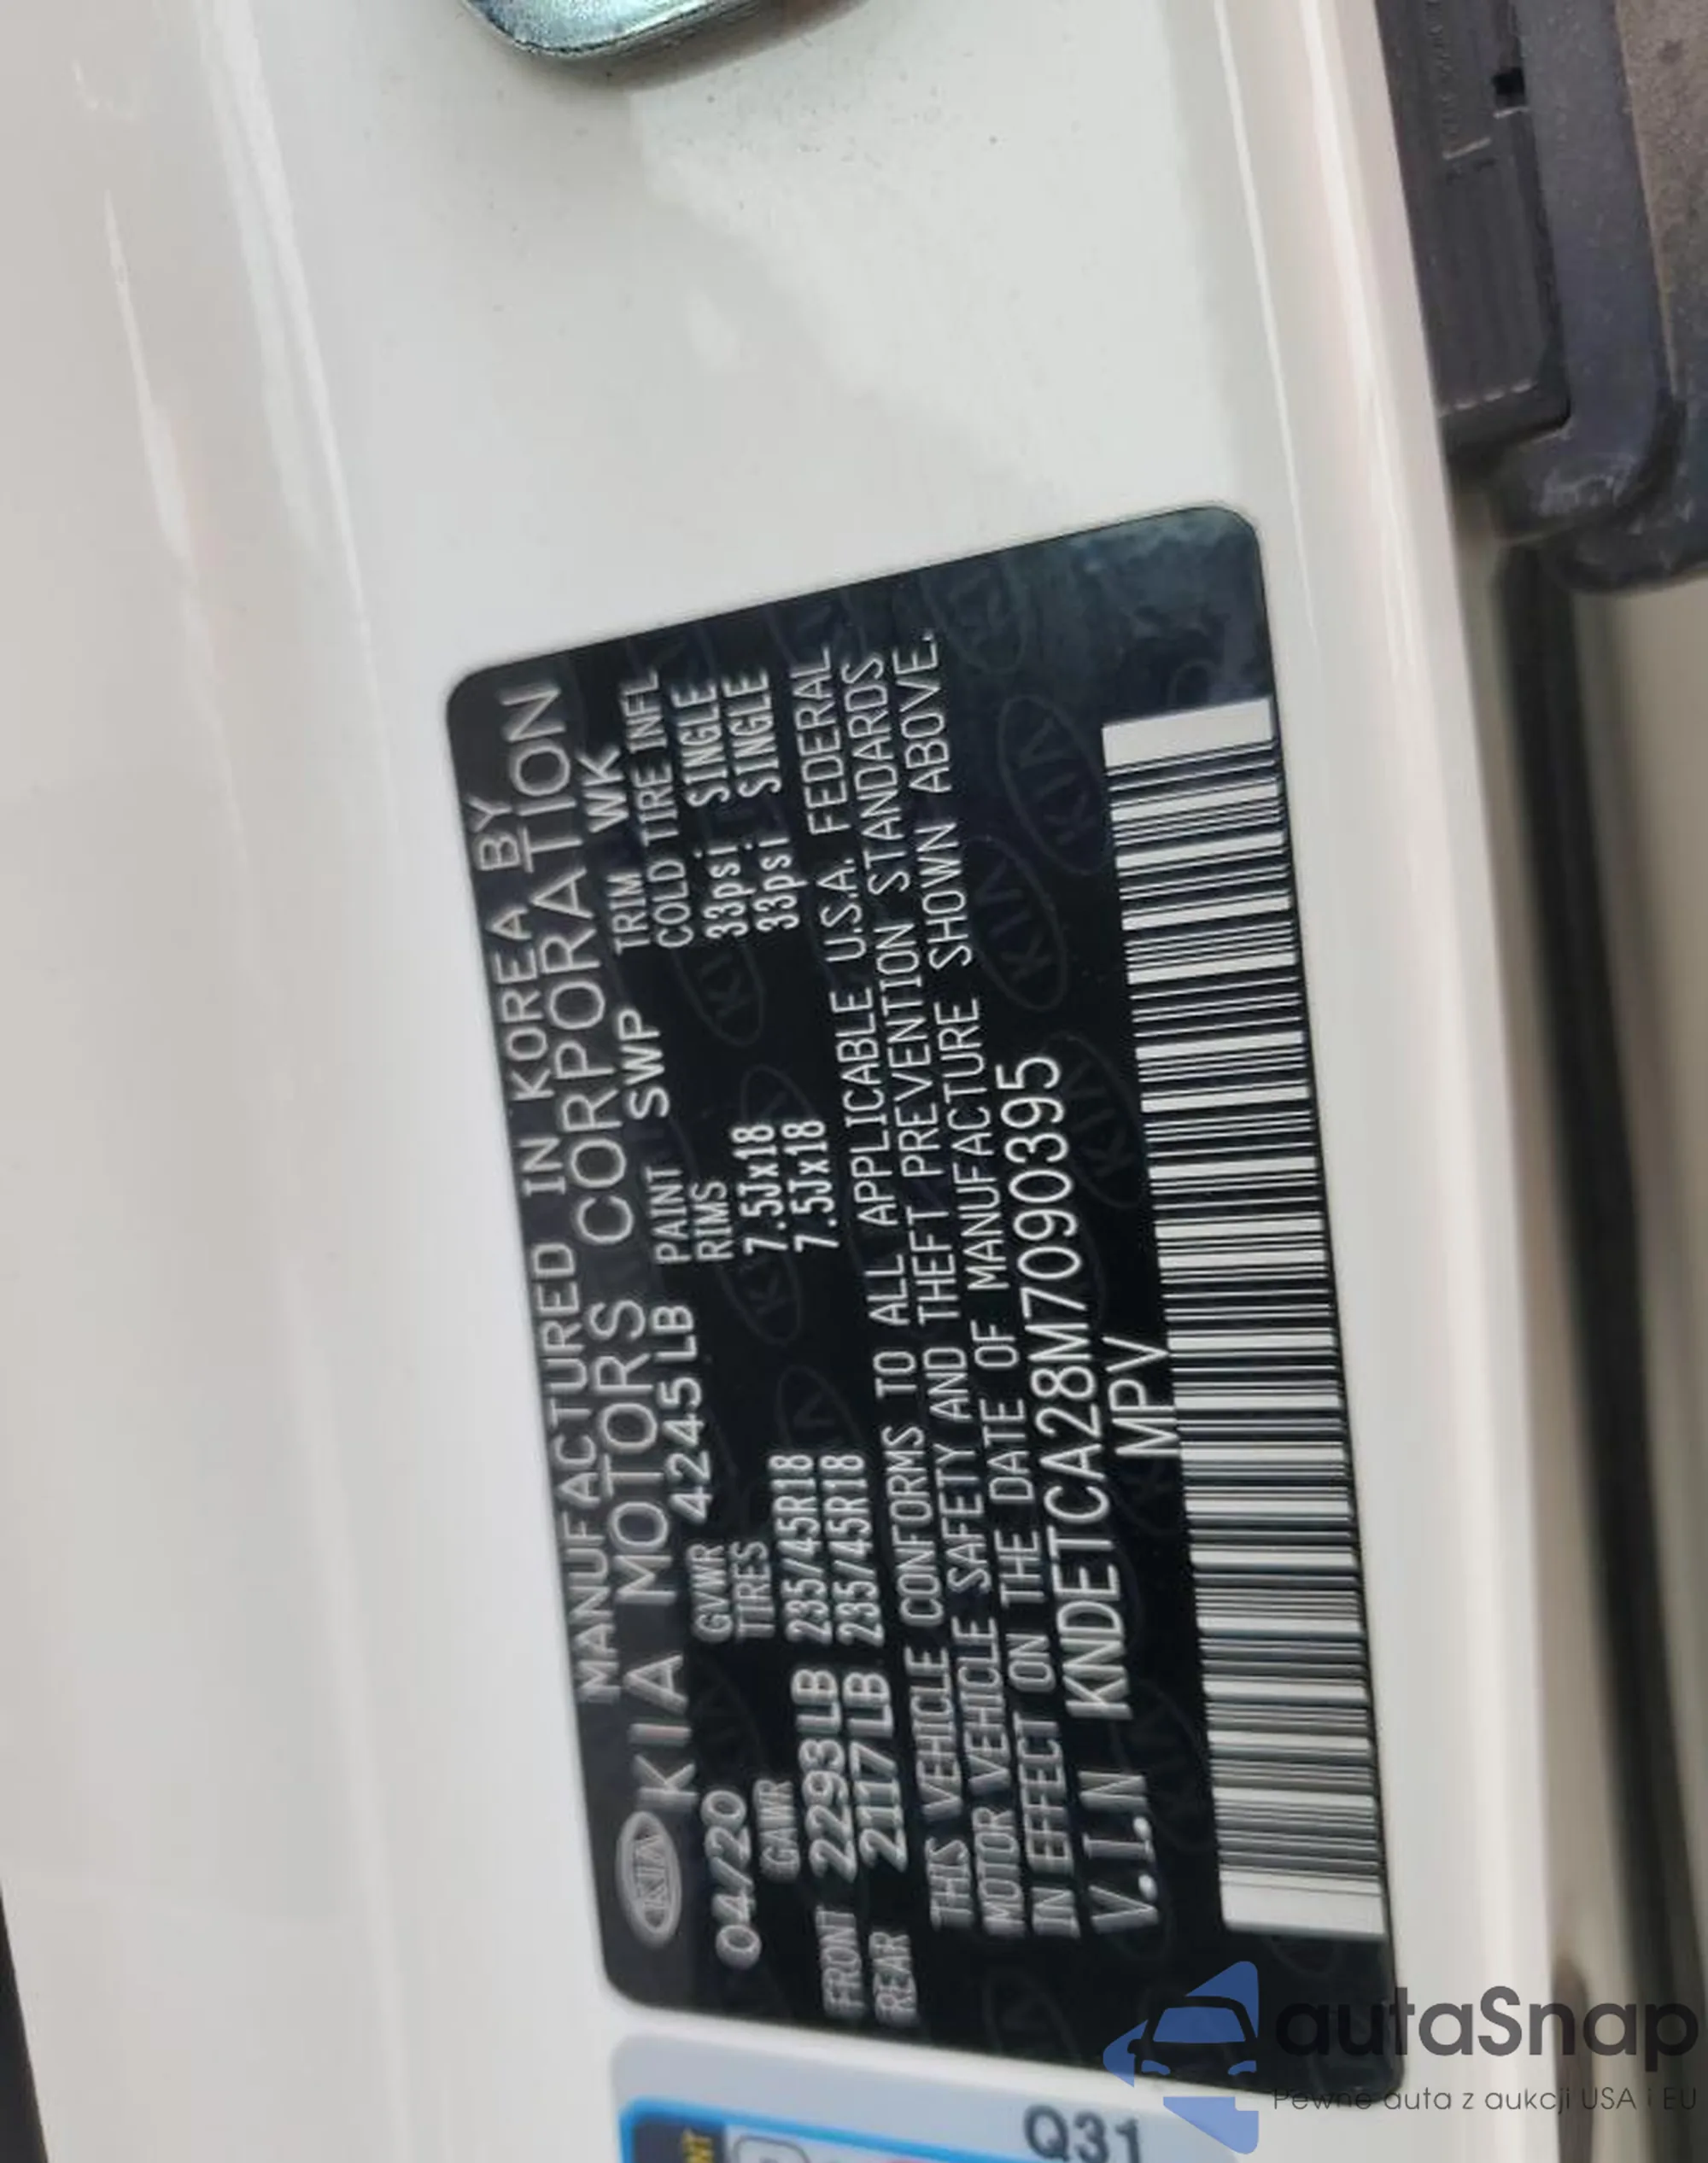 MANUFACTURED IN KOREA BY
KIA KIA MOTORS CORPORATION
04/20 GVWR 4245LB PAINT SWP TRIM WK
GAWR TIRES RIMS COLD TIRE INFL
FRONT 2293LB 235/45R18 7.5Jx18 33psi SINGLE
REAR 2117LB 235/45R18 7.5Jx18 33psi SINGLE
THIS VEHICLE CONFORMS TO ALL APPLICABLE U.S.A. FEDERAL
MOTOR VEHICLE SAFETY AND THEFT PREVENTION STANDARDS
IN EFFECT ON THE DATE OF MANUFACTURE SHOWN ABOVE.
V.I.N KNDETCA28M7090395
MPV
Q31
autaSnap
Pewne auta z aukcji USA i EU